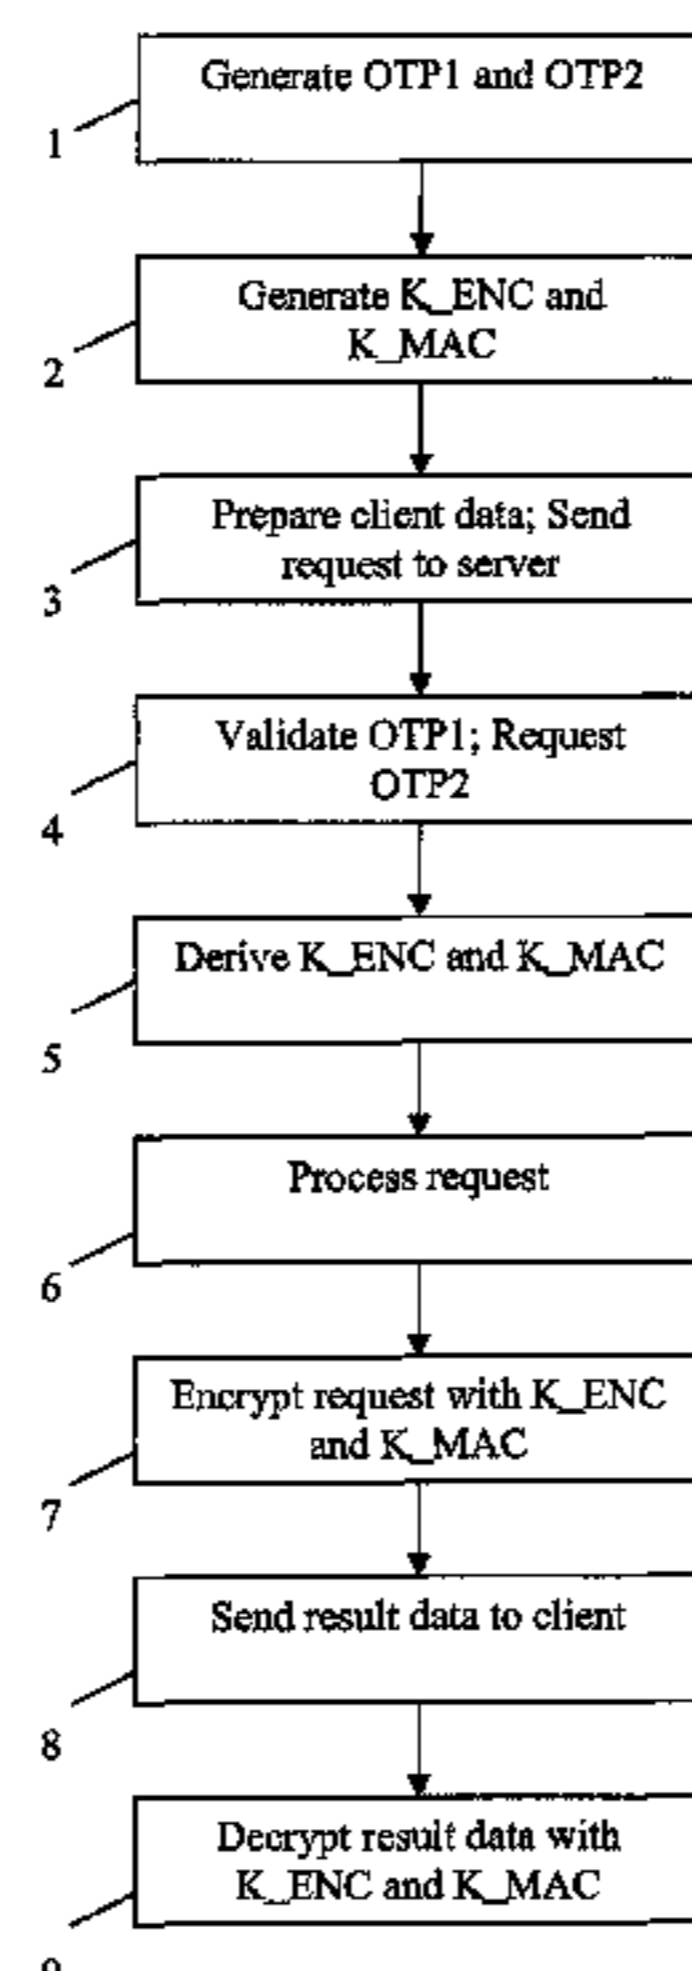 Generate OTP1 and OTP2
1
Generate K_ENC and
K_MAC
2
Prepare client data; Send
request to server
3
Validate OTP1; Request
OTP2
4
Derive K_ENC and K_MAC
5
Process request
6
Encrypt request with K_ENC
and K_MAC
7
Send result data to client
8
Decrypt result data with
K_ENC and K_MAC
9